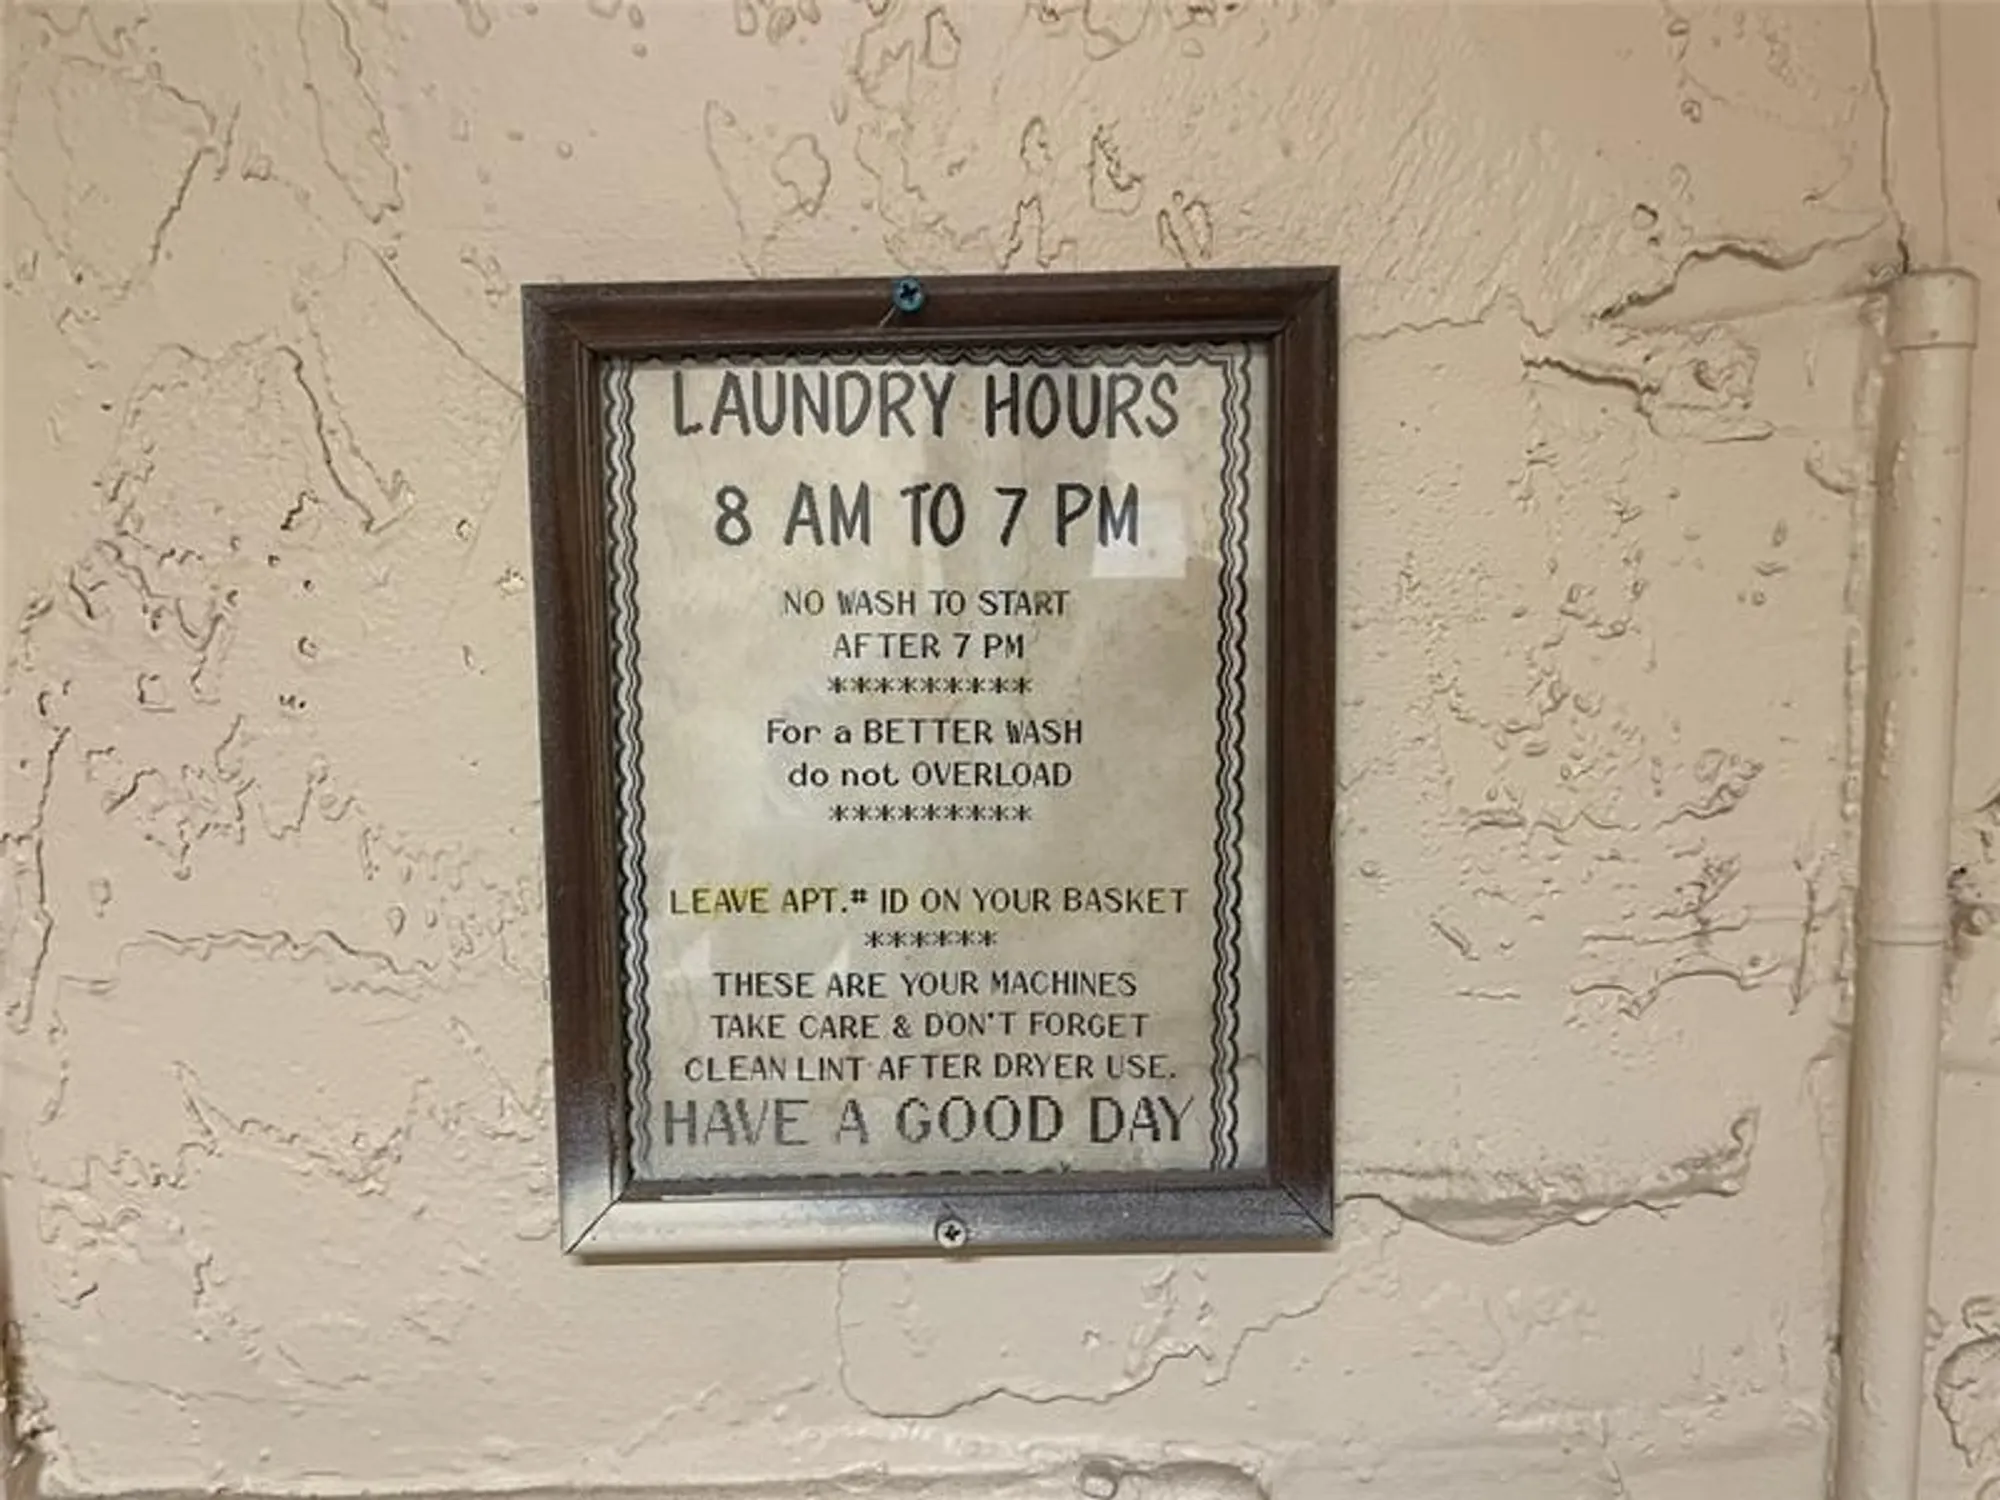 LAUNDRY HOURS
8 AM TO 7 PM
NO WASH TO START
AFTER 7 PM
*********
For a BETTER WASH
do not OVERLOAD
*********
LEAVE APT.# ID ON YOUR BASKET
******
THESE ARE YOUR MACHINES
TAKE CARE & DON'T FORGET
CLEAN LINT AFTER DRYER USE.
HAVE A GOOD DAY